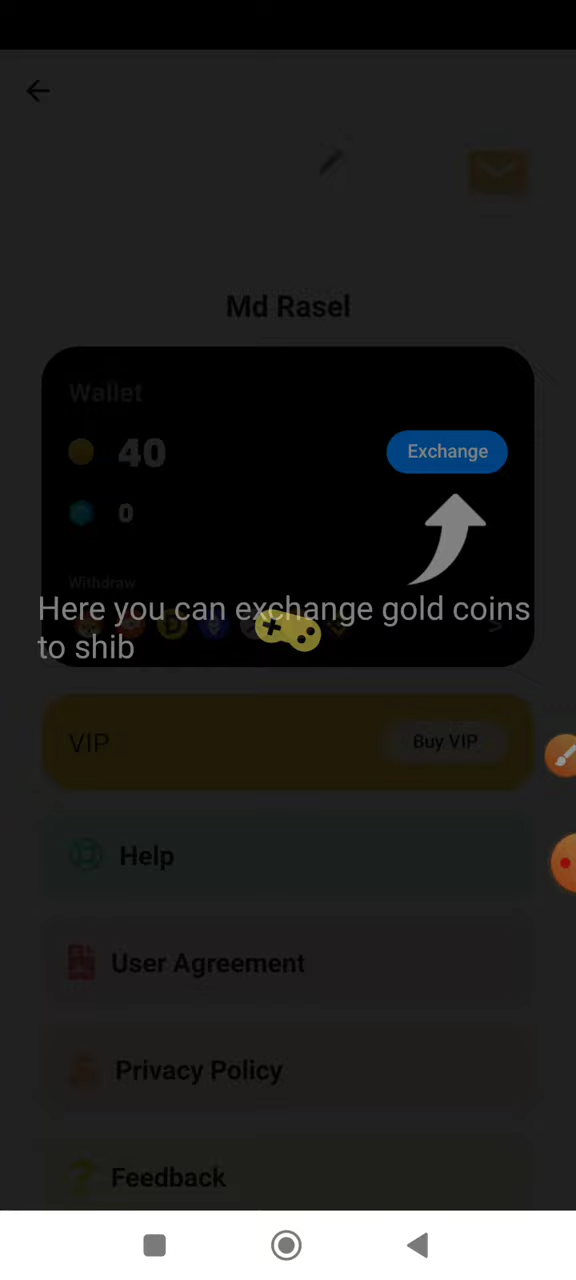 Md Rasel
Wallet
40
Exchange
0
Withdraw
Here you can exchange gold coins
to shib
VIP
Buy VIP
Help
User Agreement
Privacy Policy
Feedback